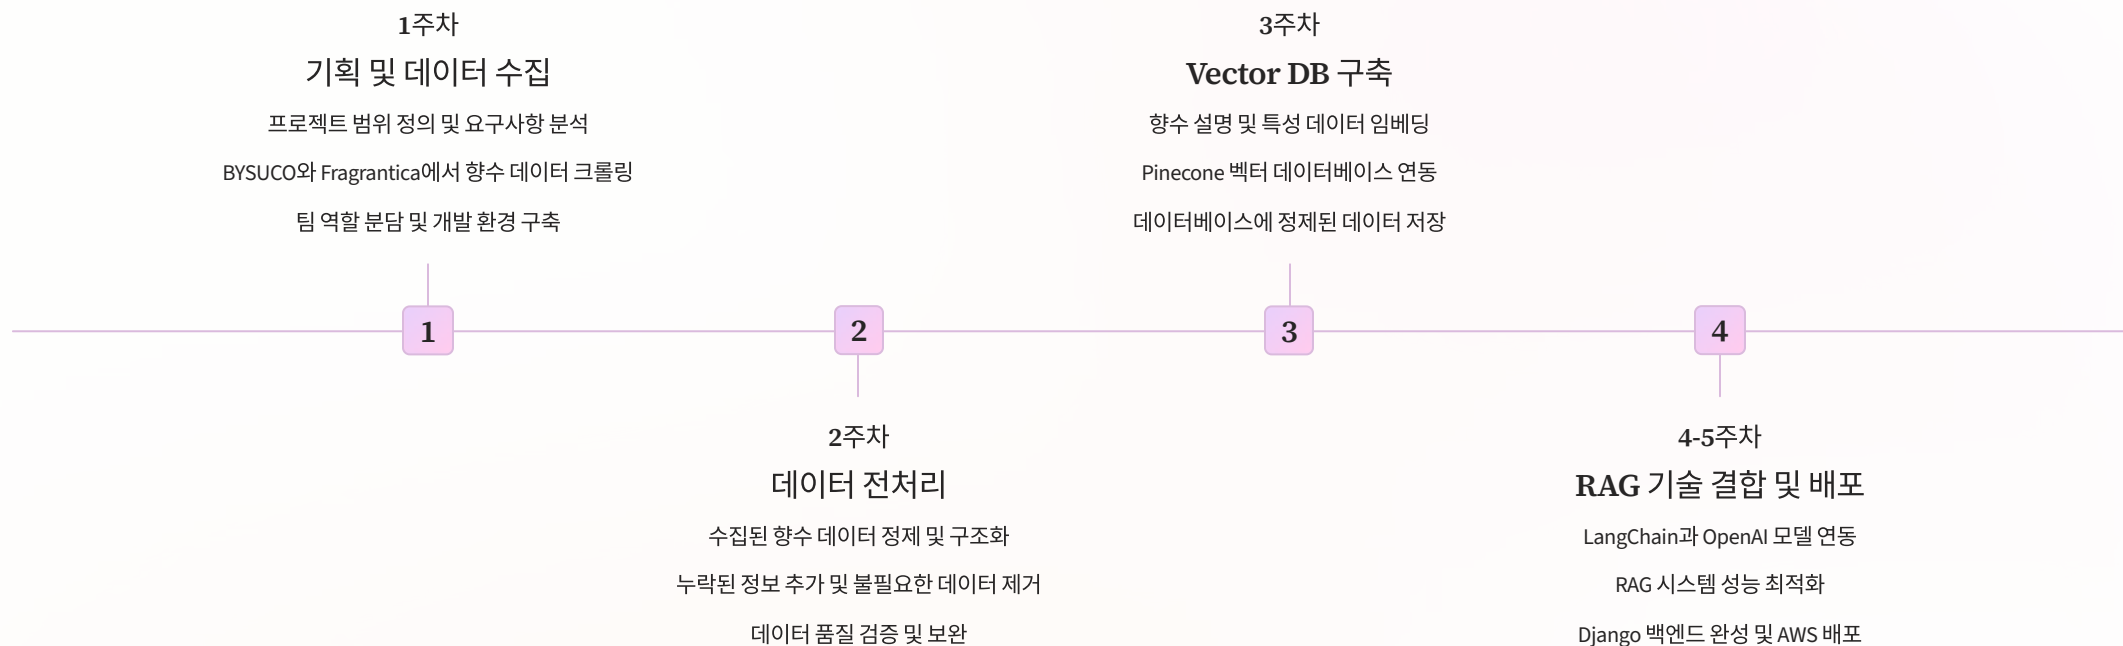 1주차
기획 및 데이터 수집
프로젝트 범위 정의 및 요구사항 분석
BYSUCO와 Fragrantica에서 향수 데이터 크롤링
팀 역할 분담 및 개발 환경 구축
1
2
2주차
데이터 전처리
수집된 향수 데이터 정제 및 구조화
누락된 정보 추가 및 불필요한 데이터 제거
데이터 품질 검증 및 보완
3주차
Vector DB 구축
향수 설명 및 특성 데이터 임베딩
Pinecone 벡터 데이터베이스 연동
데이터베이스에 정제된 데이터 저장
3
4
4-5주차
RAG 기술 결합 및 배포
LangChain과 OpenAI 모델 연동
RAG 시스템 성능 최적화
Django 백엔드 완성 및 AWS 배포